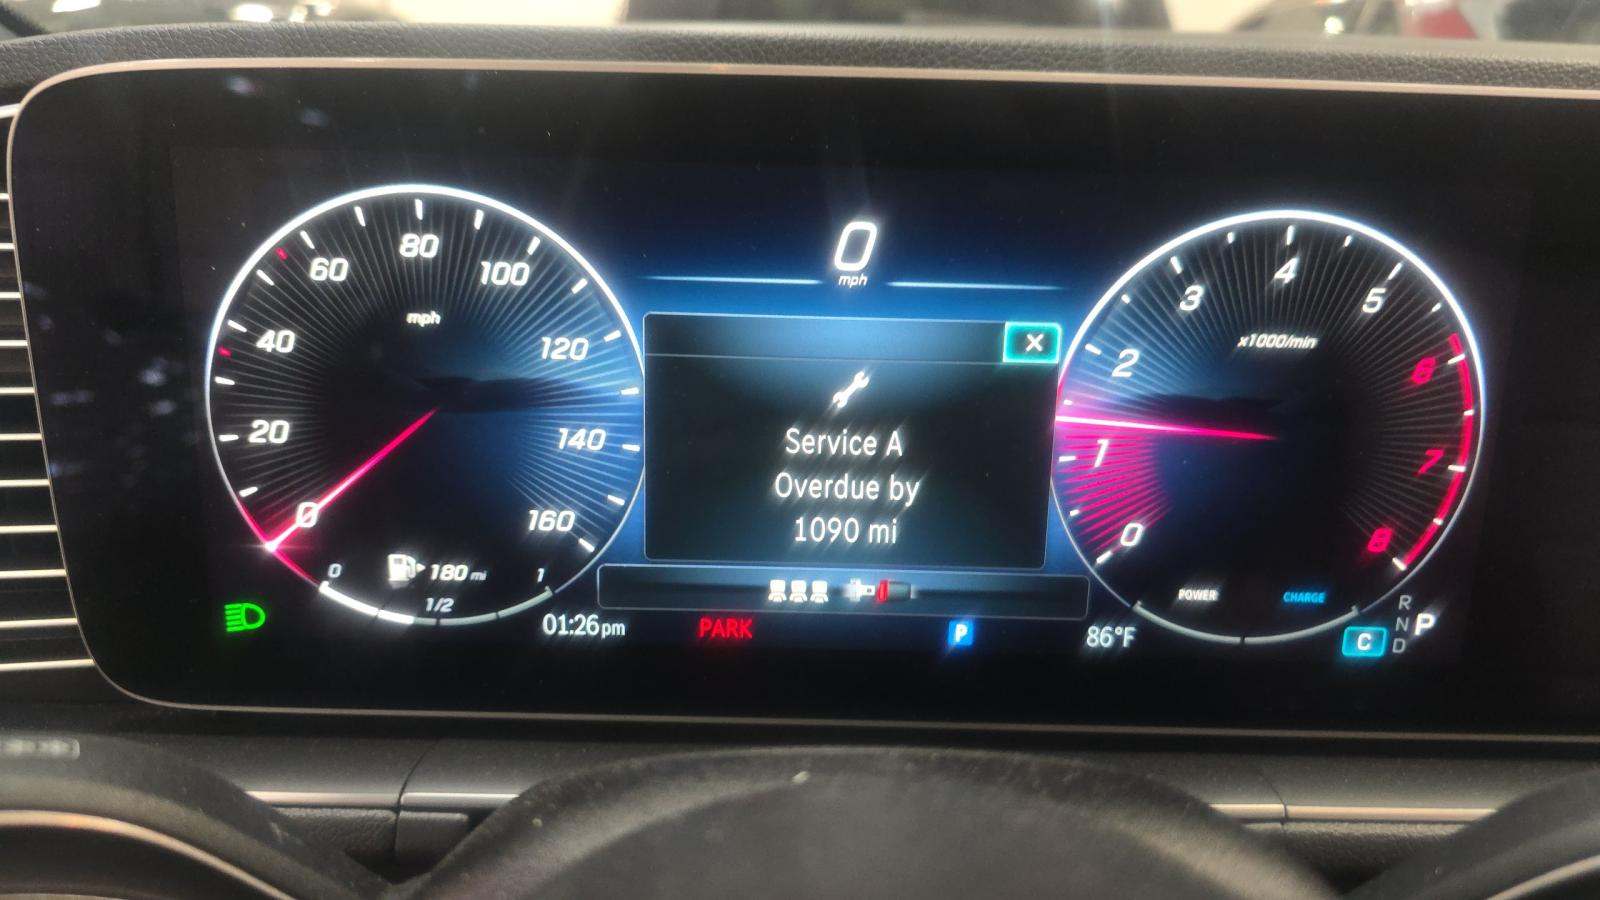 0
mph
20
40
60
80
100
120
140
160
0
mph
0
180 mi
1
1/2
X
Service A
Overdue by
1090 mi
0
1
2
3
4
5
6
7
8
x1000/min
POWER
CHARGE
01:26pm
PARK
P
86°F
C
R
N
D
P